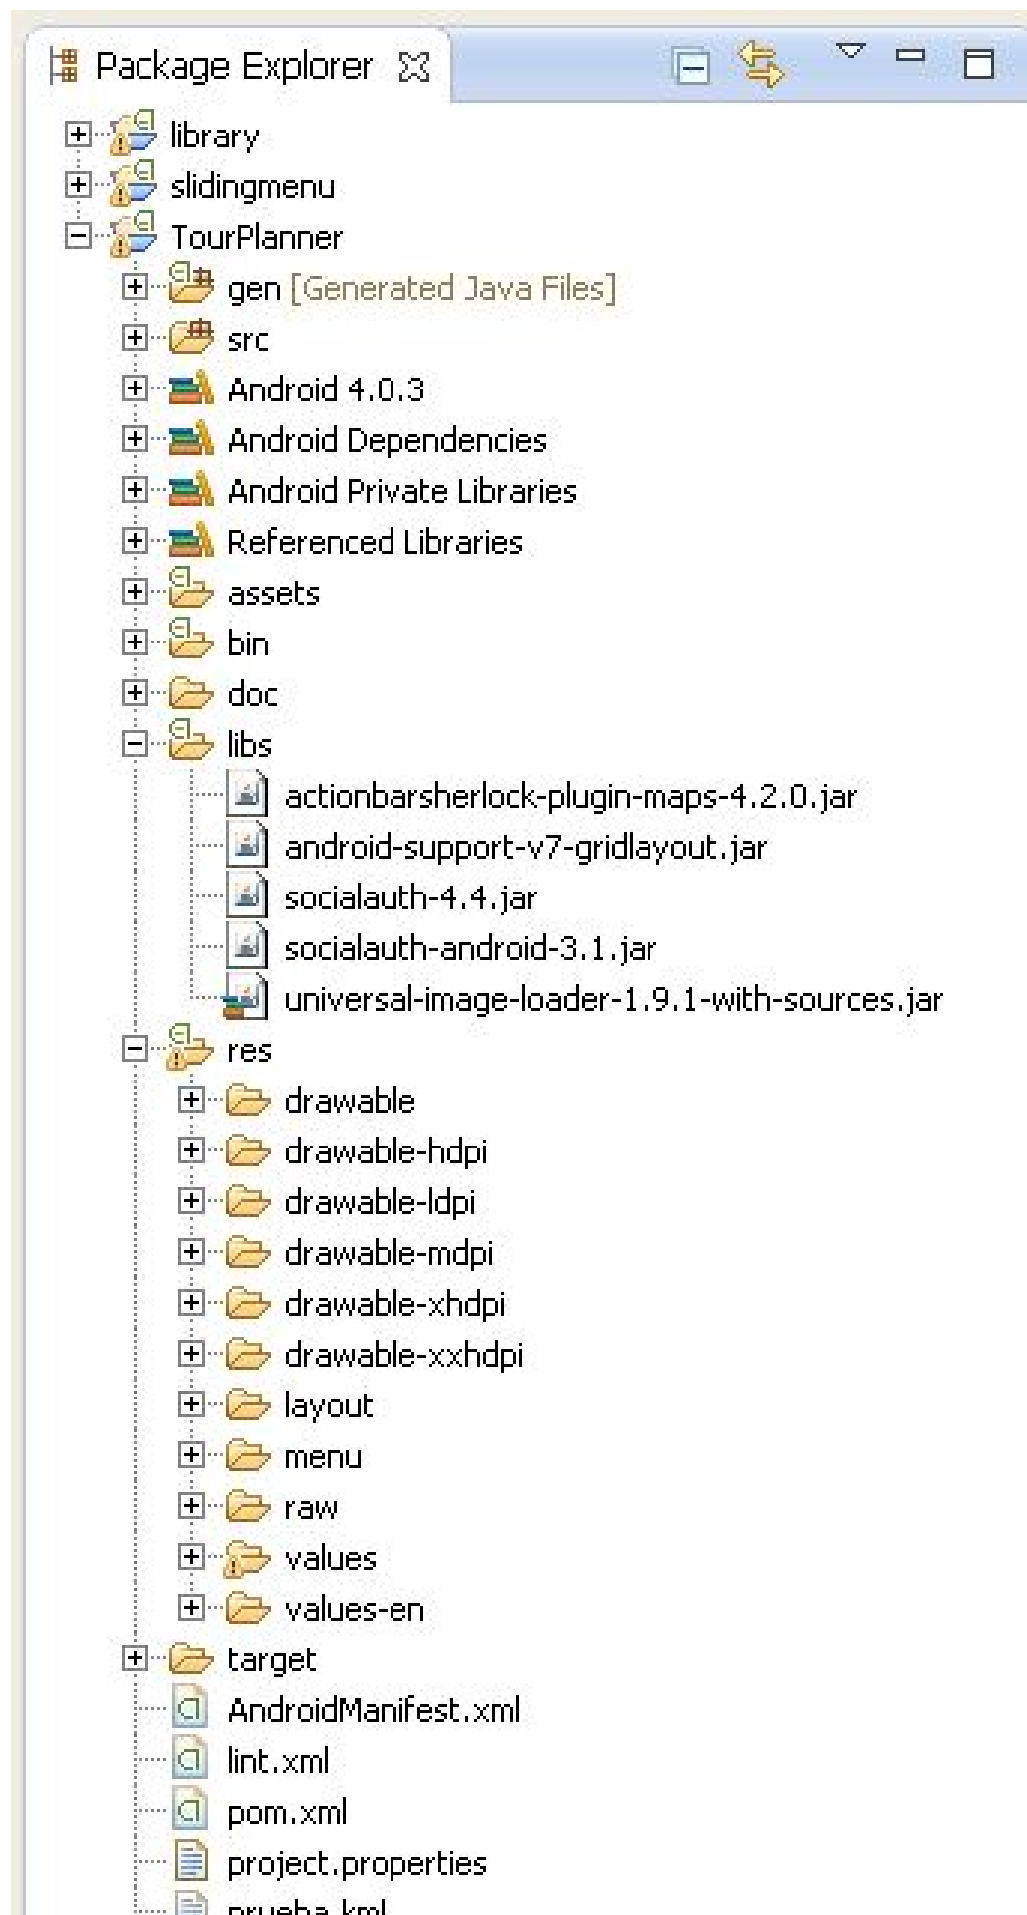 Package Explorer
library
slidingmenu
TourPlanner
gen [Generated Java Files]
src
Android 4.0.3
Android Dependencies
Android Private Libraries
Referenced Libraries
assets
bin
doc
libs
actionbarsherlock-plugin-maps-4.2.0.jar
android-support-v7-gridlayout.jar
socialauth-4.4.jar
socialauth-android-3.1.jar
universal-image-loader-1.9.1-with-sources.jar
res
drawable
drawable-hdpi
drawable-ldpi
drawable-mdpi
drawable-xhdpi
drawable-xxhdpi
layout
menu
raw
values
values-en
target
AndroidManifest.xml
lint.xml
pom.xml
project.properties
prueba.kml